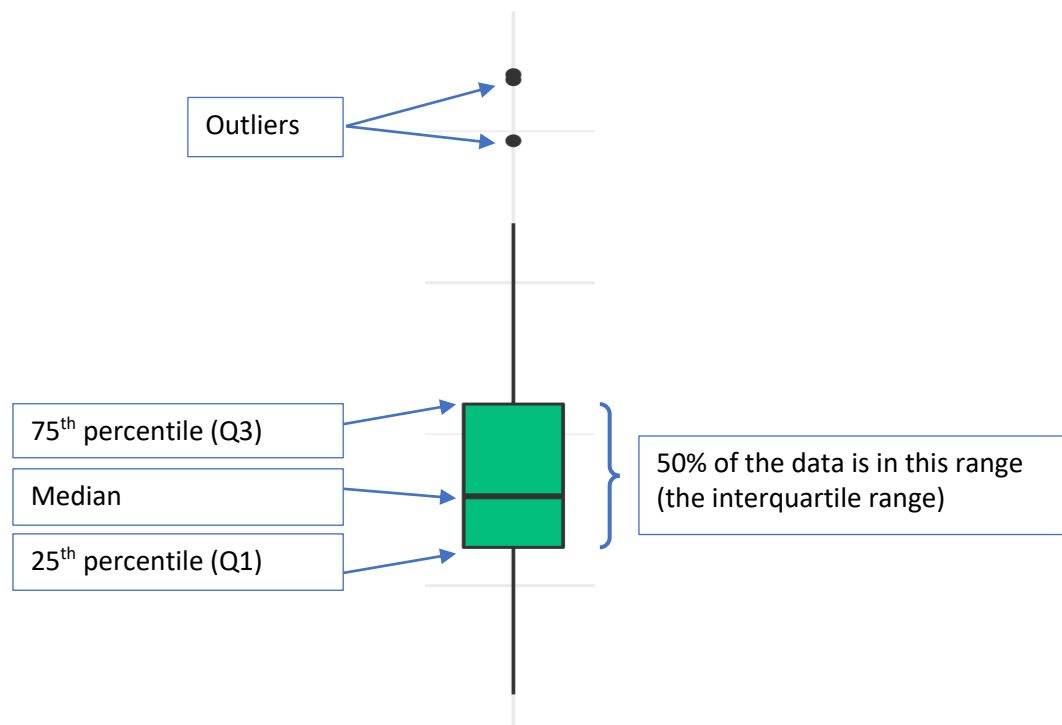 Outliers
75th percentile (Q3)
50% of the data is in this range
(the interquartile range)
Median
25th percentile (Q1)